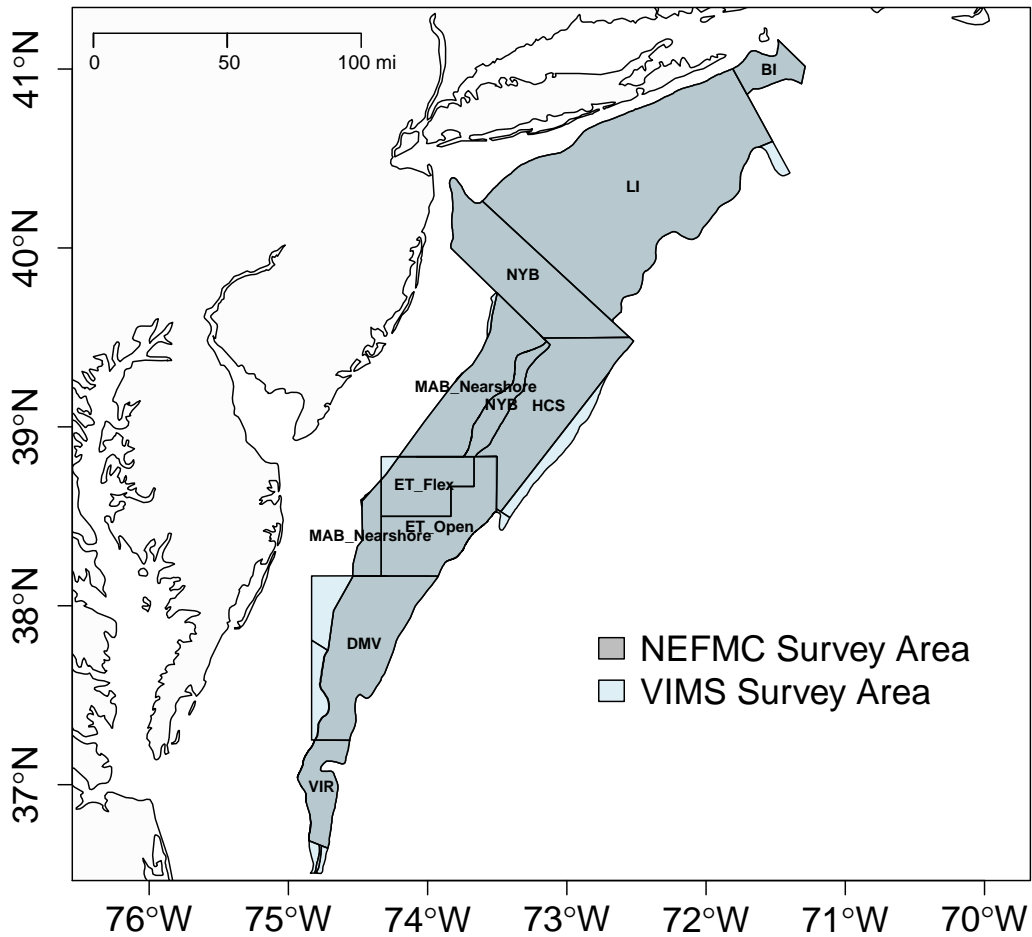 0 50 100 mi
41°N
40°N
39°N
38°N
37°N
BI
LI
NYB
MAB_Nearshore
NYB
HCS
ET_Flex
ET_Open
MAB_Nearshore
DMV
VIR
NEFMC Survey Area
VIMS Survey Area
76°W 75°W 74°W 73°W 72°W 71°W 70°W